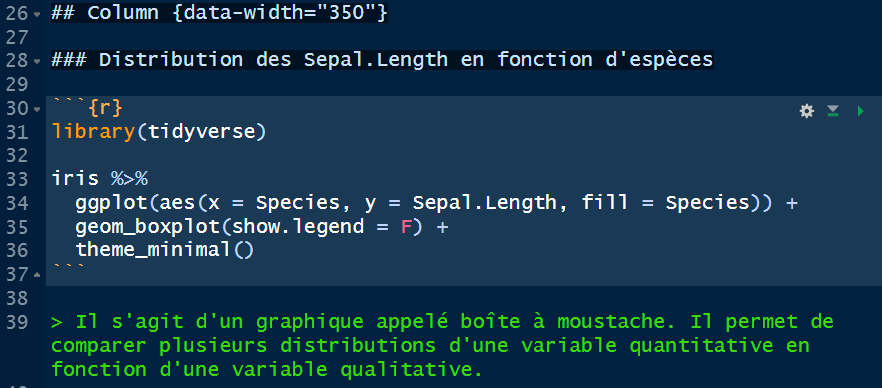 26 ## Column {data-width="350"}
27
28 ### Distribution des Sepal.Length en fonction d'espèces
29
30 ```{r}
31 library(tidyverse)
32
33 iris %>%
34   ggplot(aes(x = Species, y = Sepal.Length, fill = Species)) +
35   geom_boxplot(show.legend = F) +
36   theme_minimal()
37 ```
38
39 > Il s'agit d'un graphique appelé boîte à moustache. Il permet de
comparer plusieurs distributions d'une variable quantitative en
fonction d'une variable qualitative.